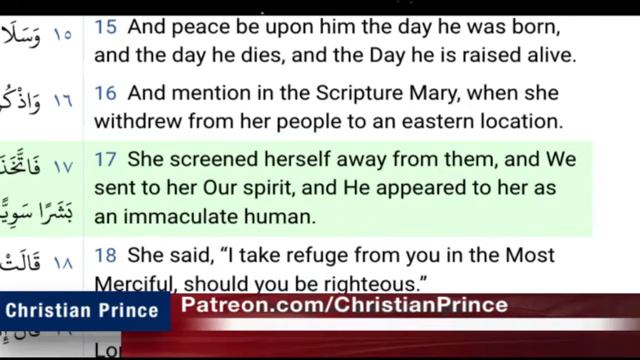 وَسَلَا ١٥ 15 And peace be upon him the day he was born,
and the day he dies, and the Day he is raised alive.
وَاذْكُ ١٦ 16 And mention in the Scripture Mary, when she
withdrew from her people to an eastern location.
فَاتَّخَذَ ١٧ 17 She screened herself away from them, and We
sent to her Our spirit, and He appeared to her as
بَشَرًا سَوِيًّ an immaculate human.
قَالَتْ ١٨ 18 She said, “I take refuge from you in the Most
Merciful, should you be righteous.”
Christian Prince
Patreon.com/ChristianPrince